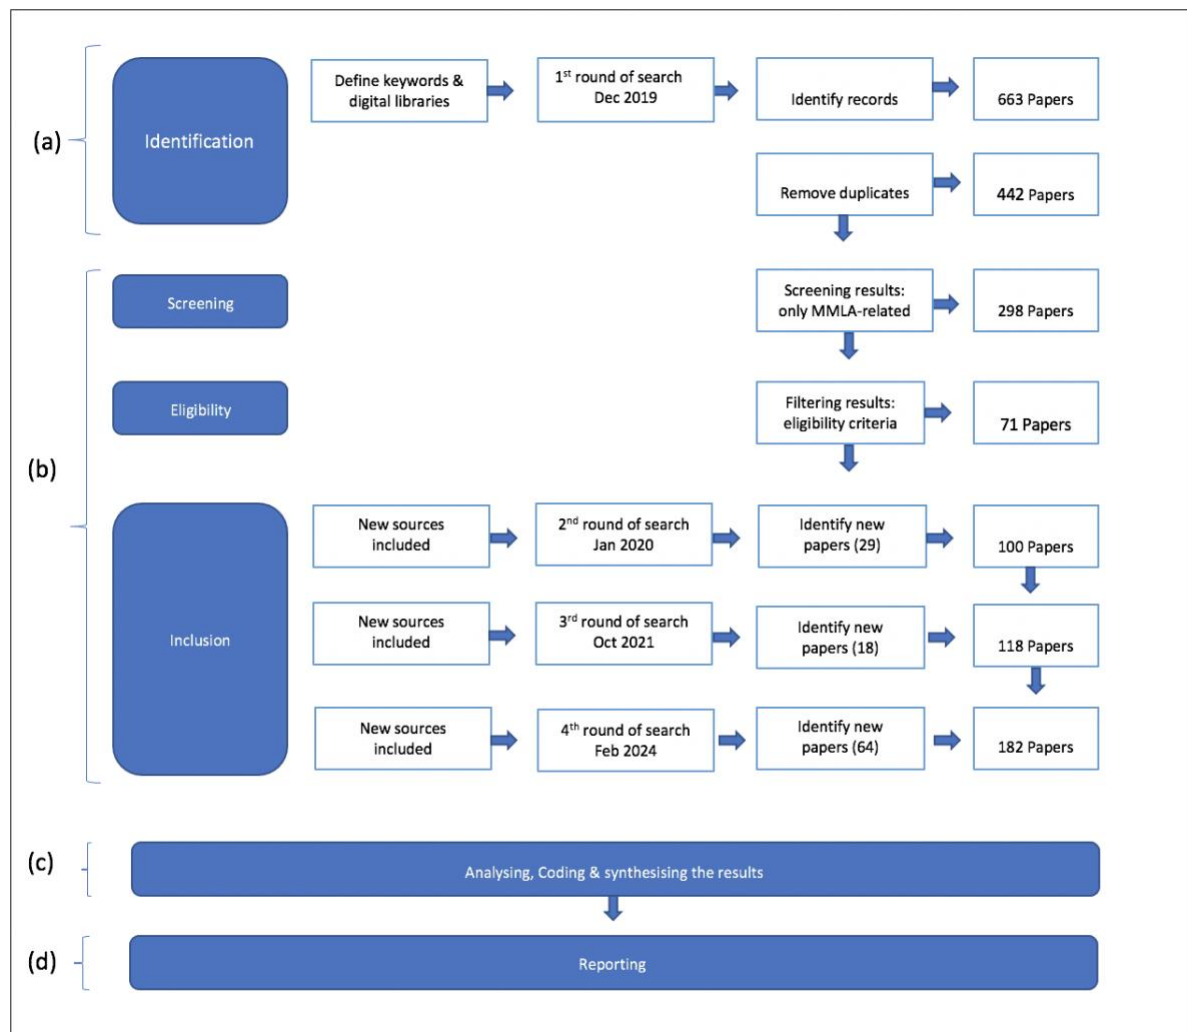 (a)
Identification
Define keywords &
digital libraries
1st round of search
Dec 2019
Identify records
663 Papers
Remove duplicates
442 Papers
(b)
Screening
Screening results:
only MMLA-related
298 Papers
Eligibility
Filtering results:
eligibility criteria
71 Papers
Inclusion
New sources
included
2nd round of search
Jan 2020
Identify new
papers (29)
100 Papers
New sources
included
3rd round of search
Oct 2021
Identify new
papers (18)
118 Papers
New sources
included
4th round of search
Feb 2024
Identify new
papers (64)
182 Papers
(c)
Analysing, Coding & synthesising the results
(d)
Reporting